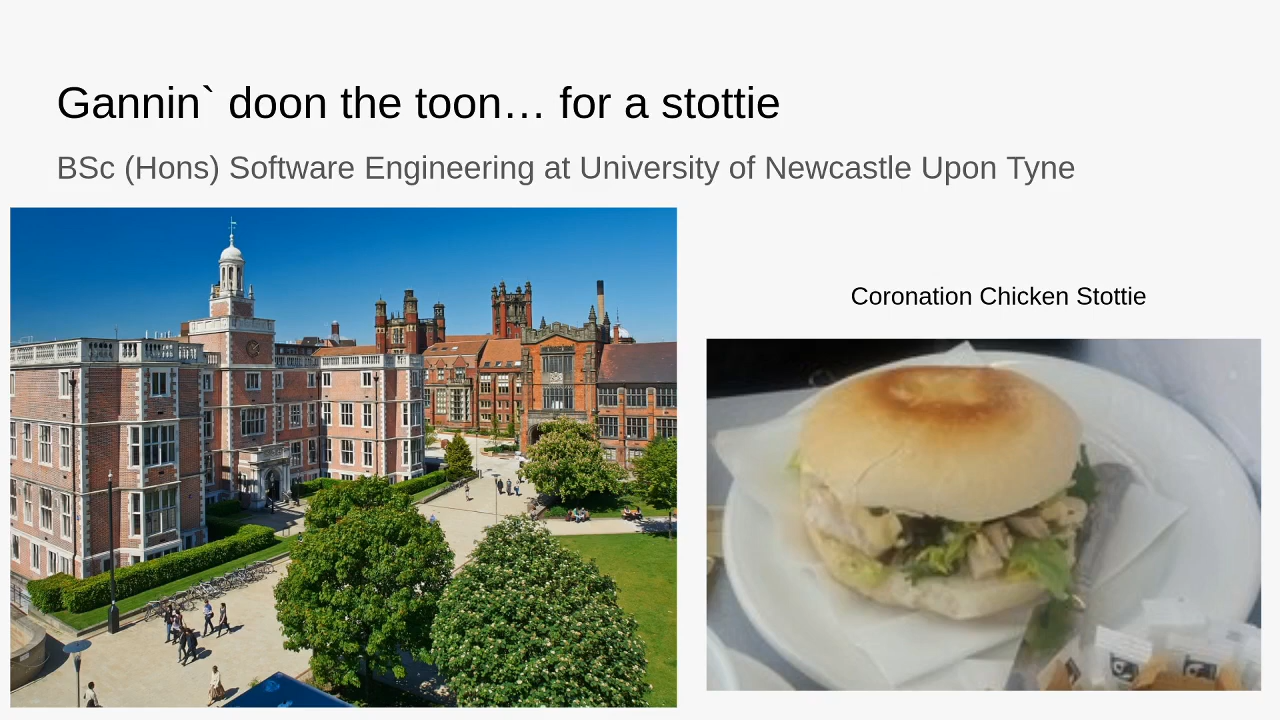 Gannin` doon the toon… for a stottie
BSc (Hons) Software Engineering at University of Newcastle Upon Tyne
Coronation Chicken Stottie